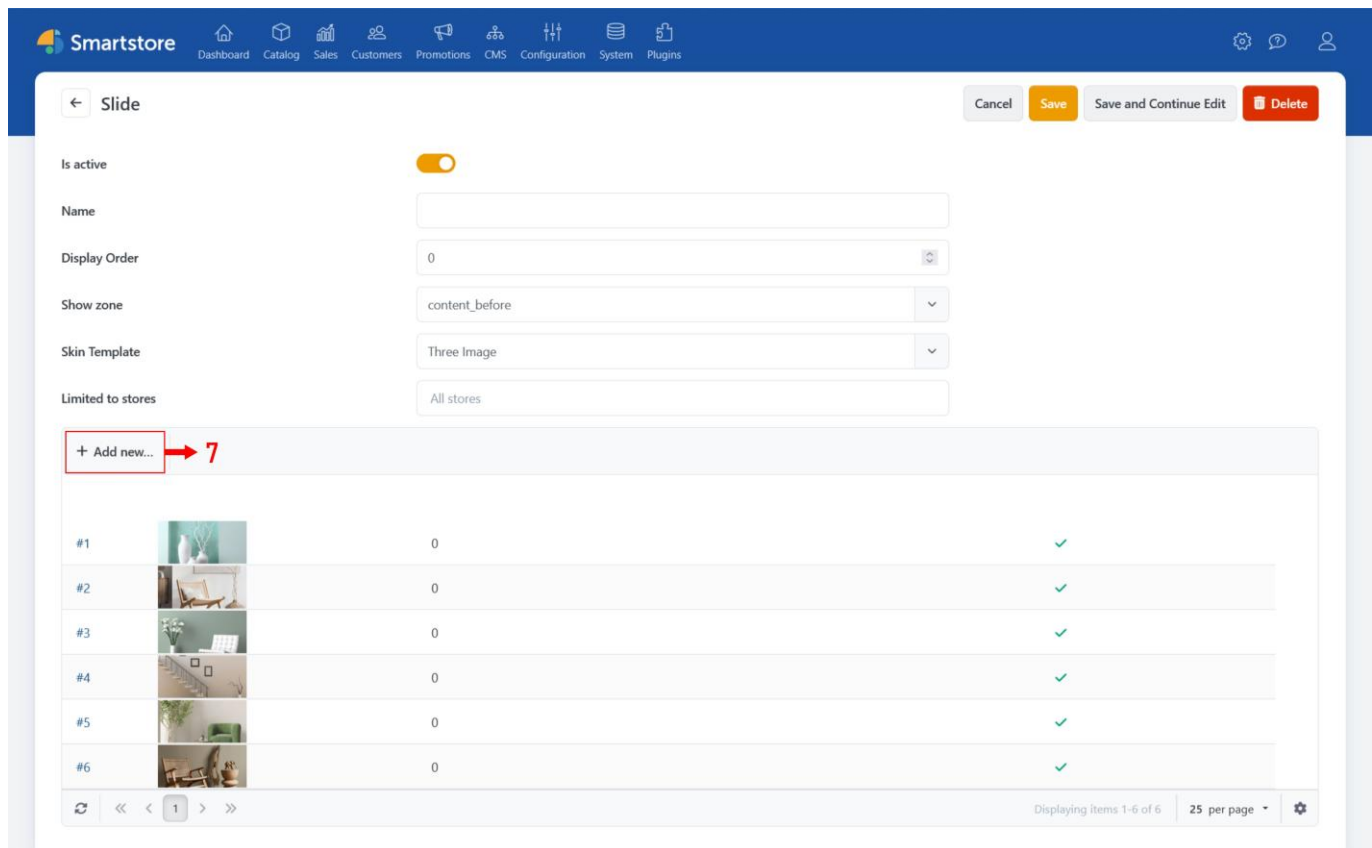 Smartstore
Dashboard Catalog Sales Customers Promotions CMS Configuration System Plugins
Slide
Cancel Save Save and Continue Edit Delete
Is active
Name
Display Order 0
Show zone content_before
Skin Template Three Image
Limited to stores All stores
+ Add new... 7
#1 0
#2 0
#3 0
#4 0
#5 0
#6 0
1 Displaying items 1-6 of 6 25 per page